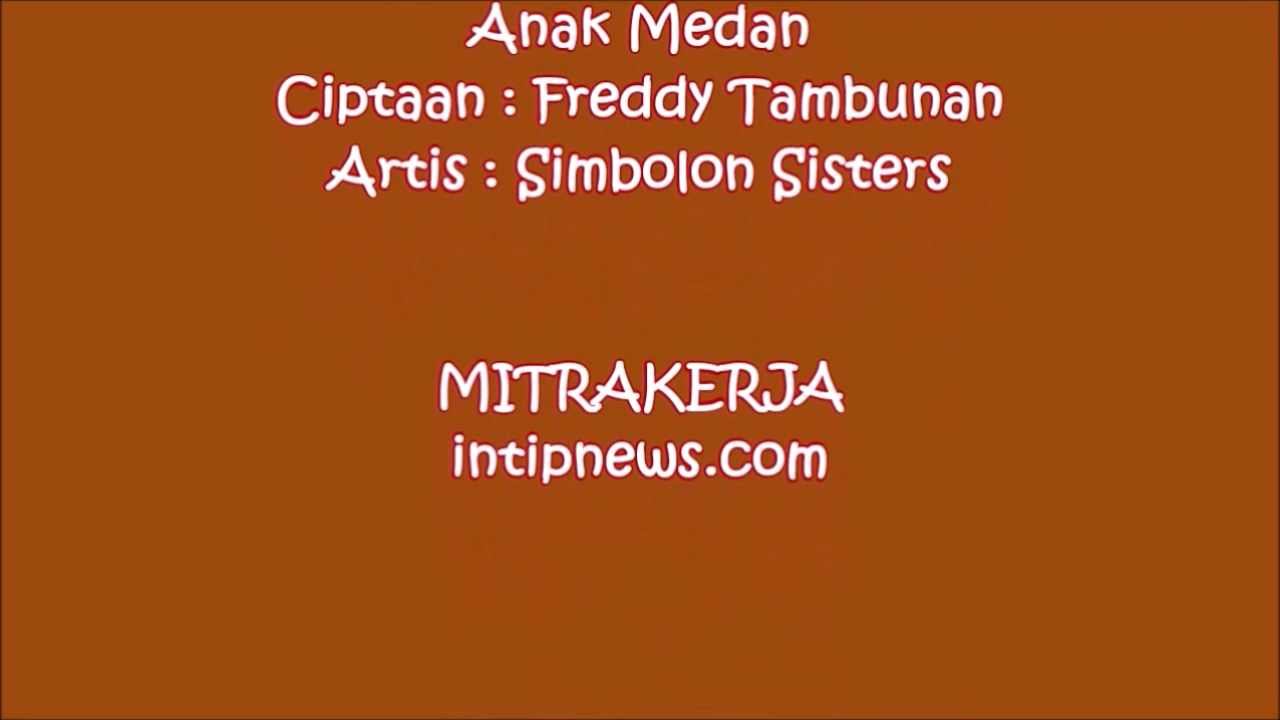 Anak Medan
Ciptaan : Freddy Tambunan
Artis : Simbolon Sisters
MITRAKERJA
intipnews.com